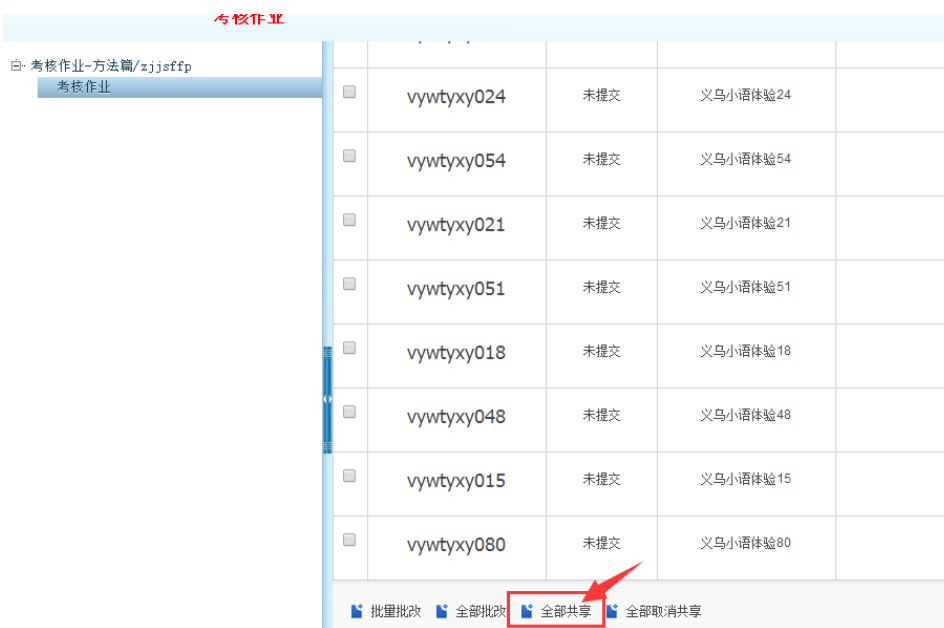 考核作业
考核作业-方法篇/zjjsffp
考核作业
vywtyxy024 未提交 义乌小语体验24
vywtyxy054 未提交 义乌小语体验54
vywtyxy021 未提交 义乌小语体验21
vywtyxy051 未提交 义乌小语体验51
vywtyxy018 未提交 义乌小语体验18
vywtyxy048 未提交 义乌小语体验48
vywtyxy015 未提交 义乌小语体验15
vywtyxy080 未提交 义乌小语体验80
批里批改 全部批改 全部共享 全部取消共享